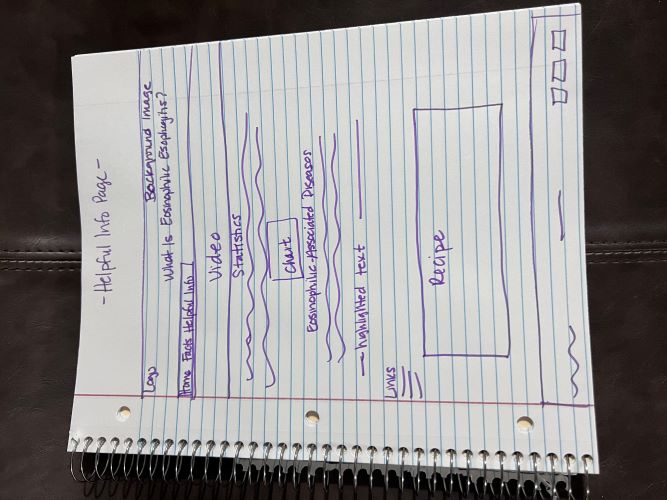 - Helpful Info Page -
Logo Background Image
What Is Eosinophilic Esophagitis?
Home Facts Helpful Info
Video
Statistics
Chart
Eosinophilic-Associated Diseases
highlighted text
Links
Recipe